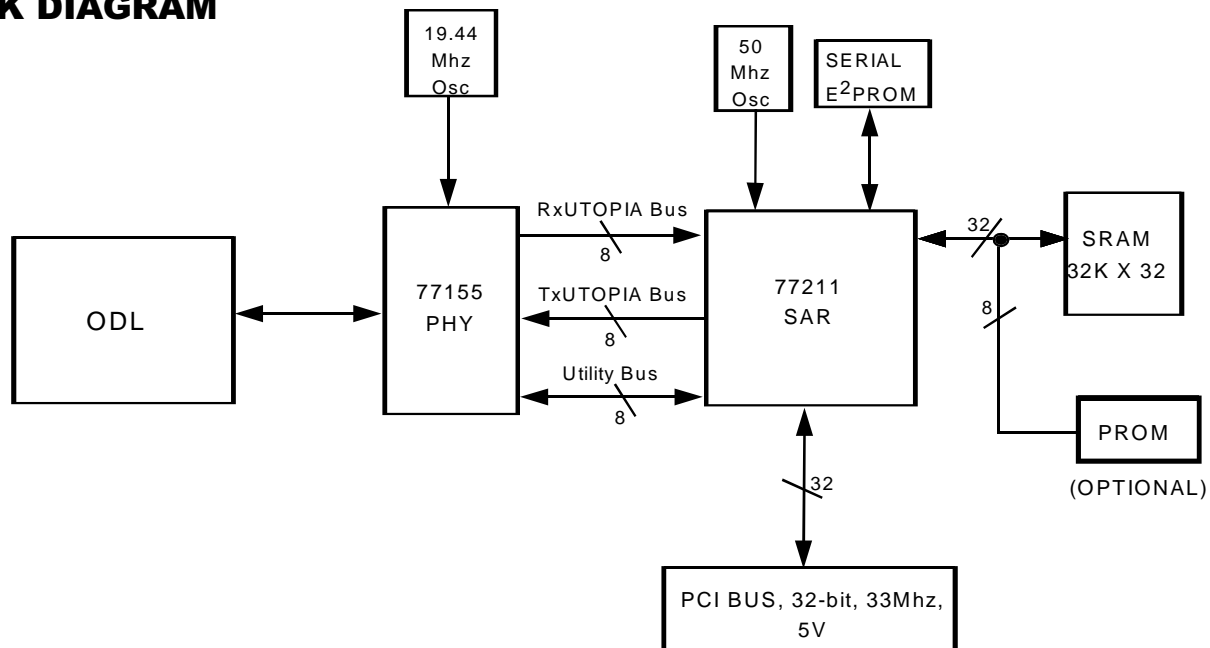 K DIAGRAM
19.44
Mhz
Osc
50
Mhz
Osc
SERIAL
E²PROM
ODL
77155
PHY
RxUTOPIA Bus
8
TxUTOPIA Bus
8
Utility Bus
8
77211
SAR
32
SRAM
32K X 32
8
PROM
(OPTIONAL)
32
PCI BUS, 32-bit, 33Mhz,
5V